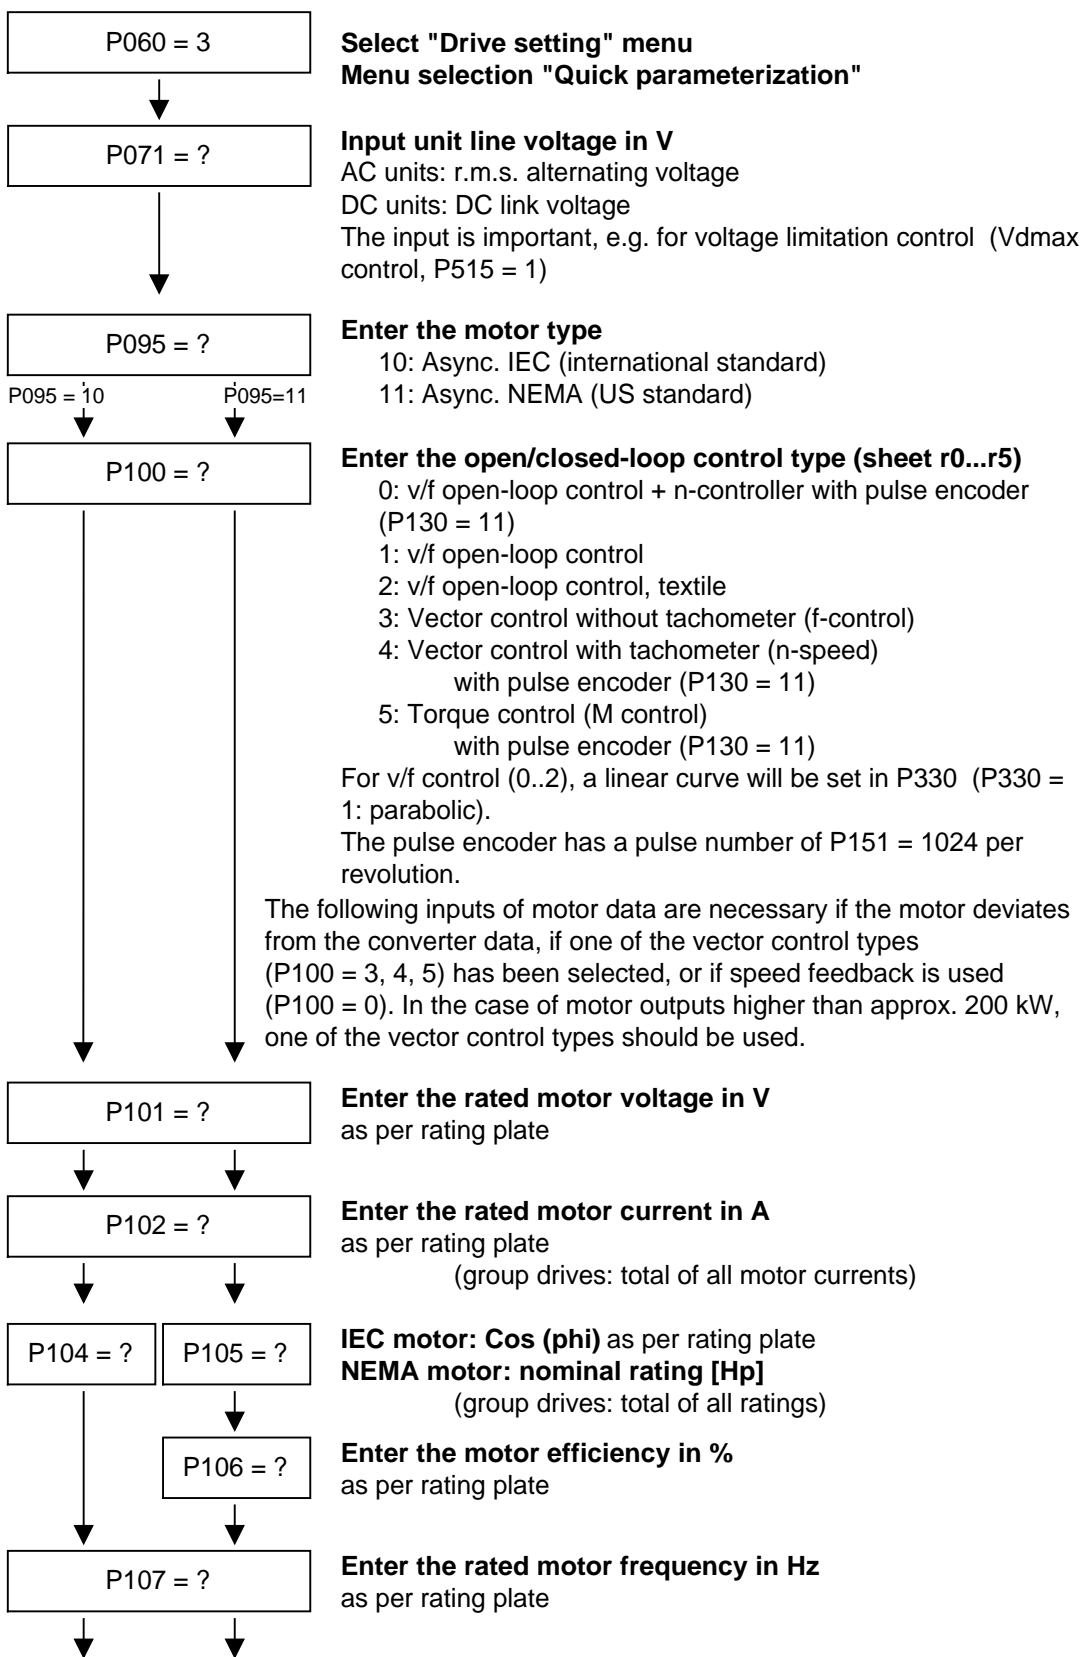 P060 = 3
Select "Drive setting" menu
Menu selection "Quick parameterization"
P071 = ?
Input unit line voltage in V
AC units: r.m.s. alternating voltage
DC units: DC link voltage
The input is important, e.g. for voltage limitation control (Vdmax
control, P515 = 1)
P095 = ?
Enter the motor type
10: Async. IEC (international standard)
11: Async. NEMA (US standard)
P095 = 10
P095=11
P100 = ?
Enter the open/closed-loop control type (sheet r0...r5)
0: v/f open-loop control + n-controller with pulse encoder
(P130 = 11)
1: v/f open-loop control
2: v/f open-loop control, textile
3: Vector control without tachometer (f-control)
4: Vector control with tachometer (n-speed)
with pulse encoder (P130 = 11)
5: Torque control (M control)
with pulse encoder (P130 = 11)
For v/f control (0..2), a linear curve will be set in P330 (P330 =
1: parabolic).
The pulse encoder has a pulse number of P151 = 1024 per
revolution.
The following inputs of motor data are necessary if the motor deviates
from the converter data, if one of the vector control types
(P100 = 3, 4, 5) has been selected, or if speed feedback is used
(P100 = 0). In the case of motor outputs higher than approx. 200 kW,
one of the vector control types should be used.
P101 = ?
Enter the rated motor voltage in V
as per rating plate
P102 = ?
Enter the rated motor current in A
as per rating plate
(group drives: total of all motor currents)
P104 = ?
P105 = ?
IEC motor: Cos (phi) as per rating plate
NEMA motor: nominal rating [Hp]
(group drives: total of all ratings)
P106 = ?
Enter the motor efficiency in %
as per rating plate
P107 = ?
Enter the rated motor frequency in Hz
as per rating plate